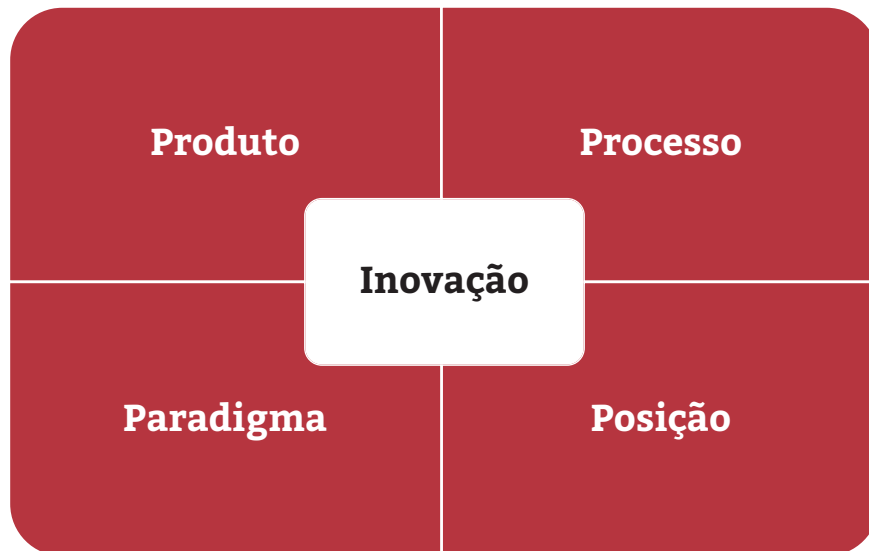 Produto
Processo
Inovação
Paradigma
Posição